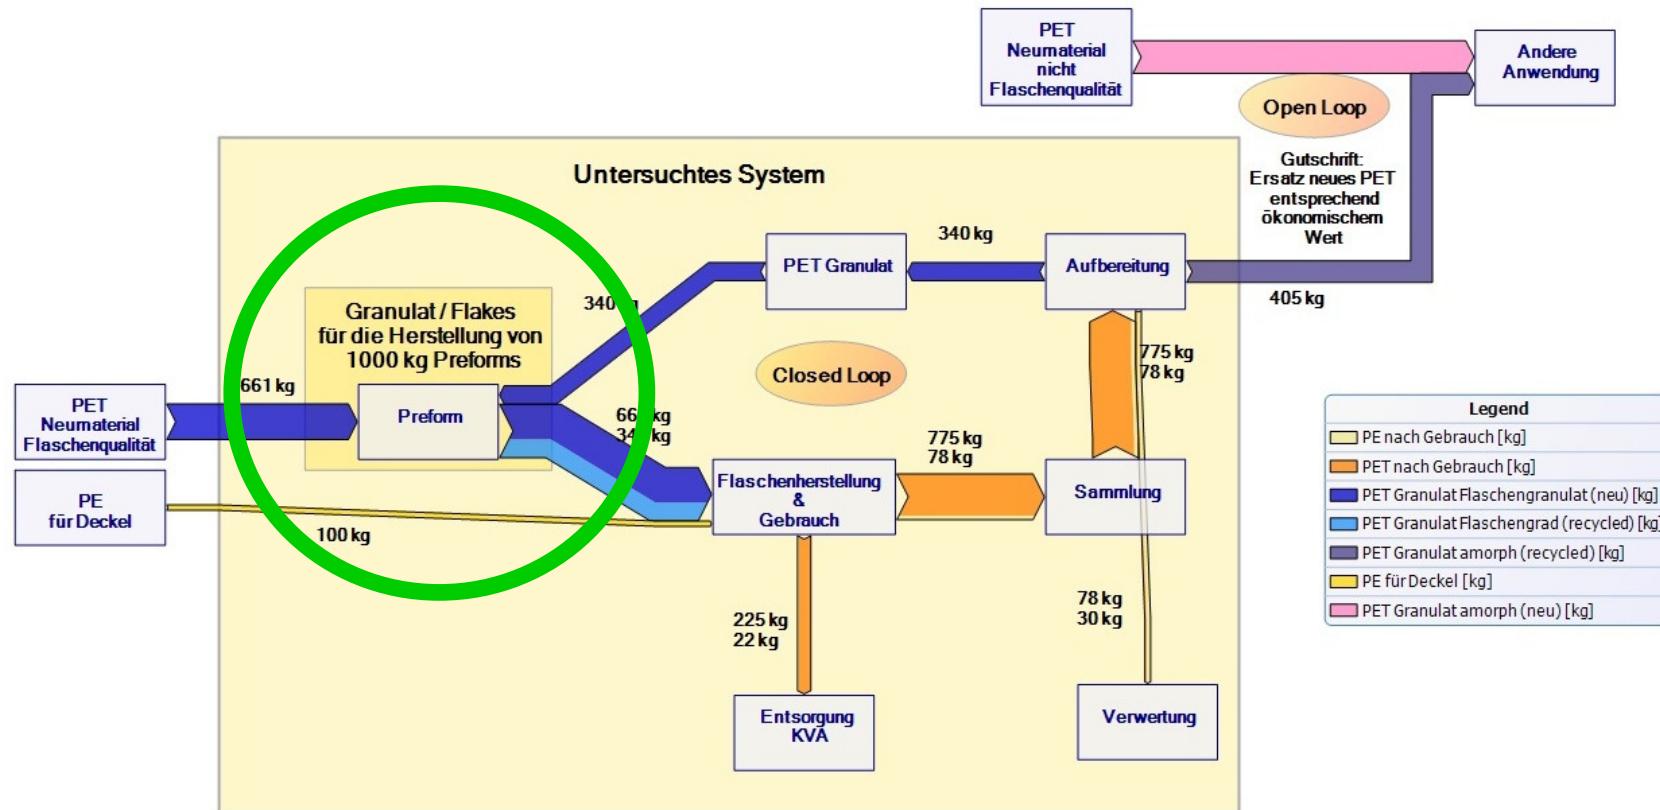 PET
Neumaterial
nicht
Flaschenqualität
Andere
Anwendung
Open Loop
Gutschrift:
Ersatz neues PET
entsprechend
ökonomischem
Wert
Untersuchtes System
340 kg
PET Granulat
Aufbereitung
405 kg
340
Granulat / Flakes
für die Herstellung von
1000 kg Preforms
Closed Loop
775 kg
78 kg
661 kg
PET
Neumaterial
Flaschenqualität
Preform
775 kg
78 kg
Flaschenherstellung
&
Gebrauch
Sammlung
PE
für Deckel
100 kg
225 kg
22 kg
78 kg
30 kg
Entsorgung
KVA
Verwertung
Legend
PE nach Gebrauch [kg]
PET nach Gebrauch [kg]
PET Granulat Flaschengranulat (neu) [kg]
PET Granulat Flaschengrad (recycled) [kg]
PET Granulat amorph (recycled) [kg]
PE für Deckel [kg]
PET Granulat amorph (neu) [kg]